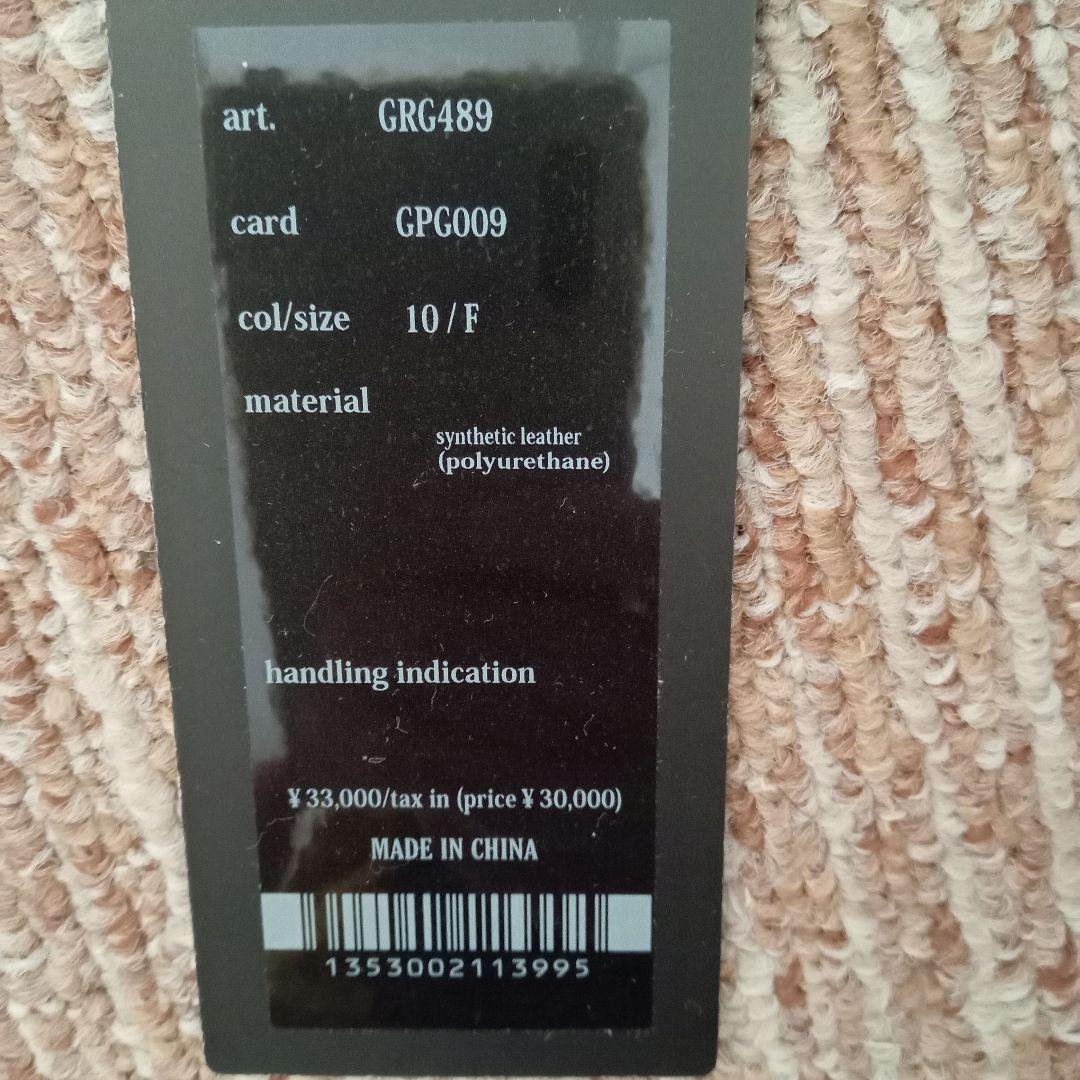 art. GRG489
card GPG009
col/size 10 / F
material
synthetic leather
(polyurethane)
handling indication
¥ 33,000/tax in (price ¥ 30,000)
MADE IN CHINA
1353002113995